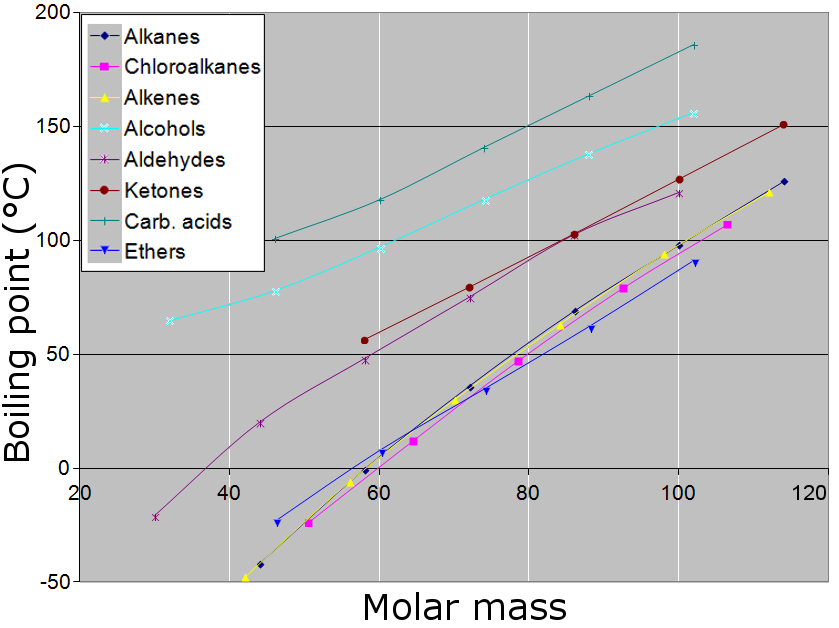 200
150
100
50
0
-50
20
40
60
80
100
120
Alkanes
Chloroalkanes
Alkenes
Alcohols
Aldehydes
Ketones
Carb. acids
Ethers
Boiling point (°C)
Molar mass